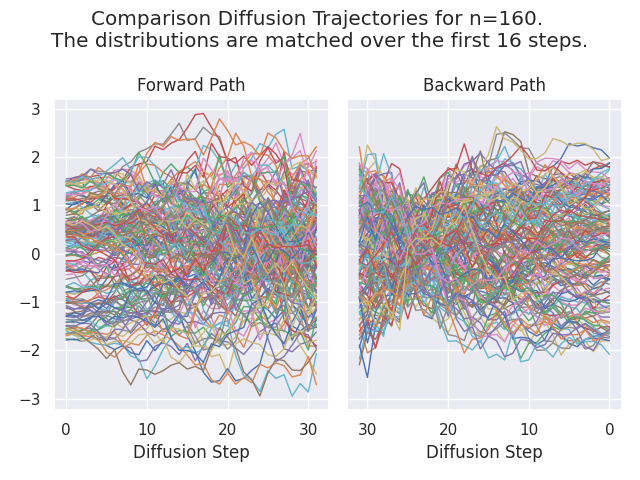 Comparison Diffusion Trajectories for n=160.
The distributions are matched over the first 16 steps.
Forward Path
Backward Path
3
2
1
0
−1
−2
−3
0 10 20 30
30 20 10 0
Diffusion Step
Diffusion Step